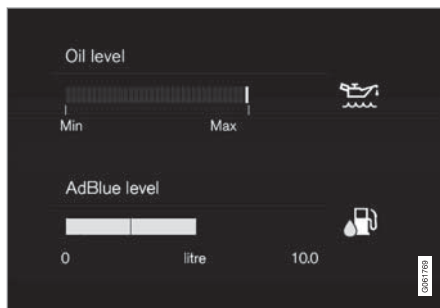 Oil level
Min Max
AdBlue level
0 litre 10.0
G061769